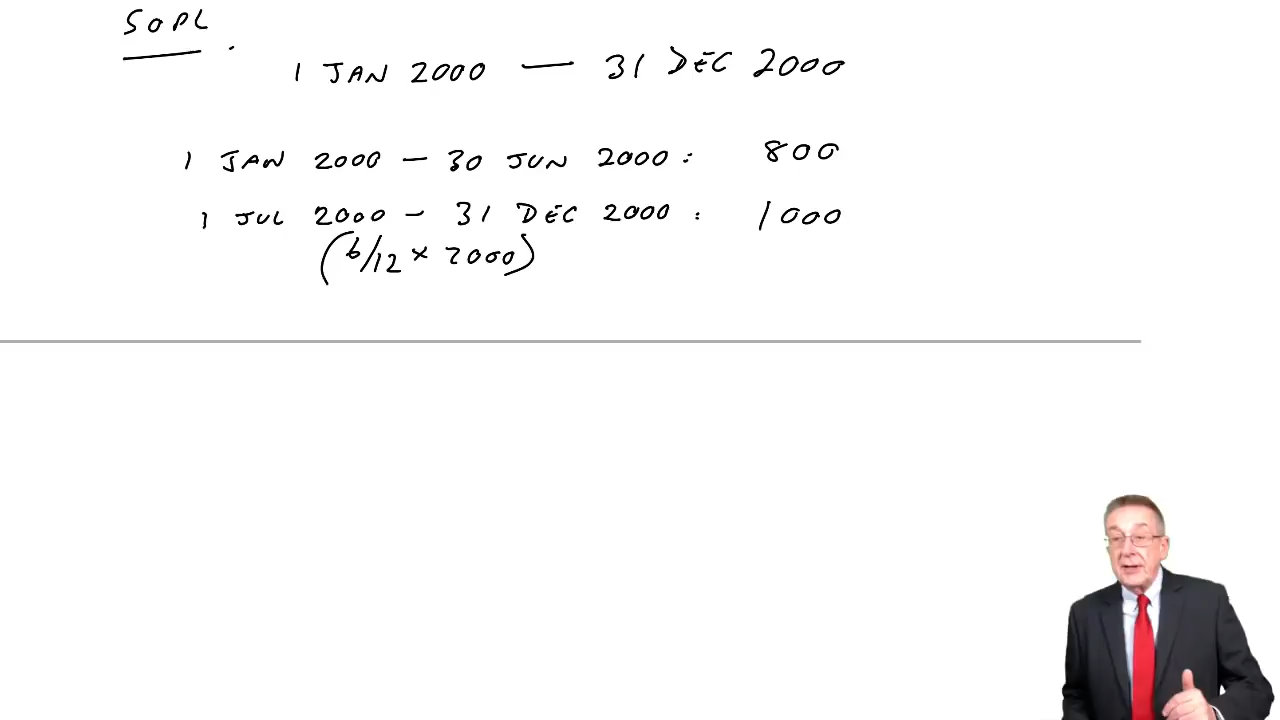 SOPL
1 JAN 2000 — 31 DEC 2000
1 JAN 2000 – 30 JUN 2000 : 800
1 JUL 2000 – 31 DEC 2000 : 1000
(6/12 × 2000)